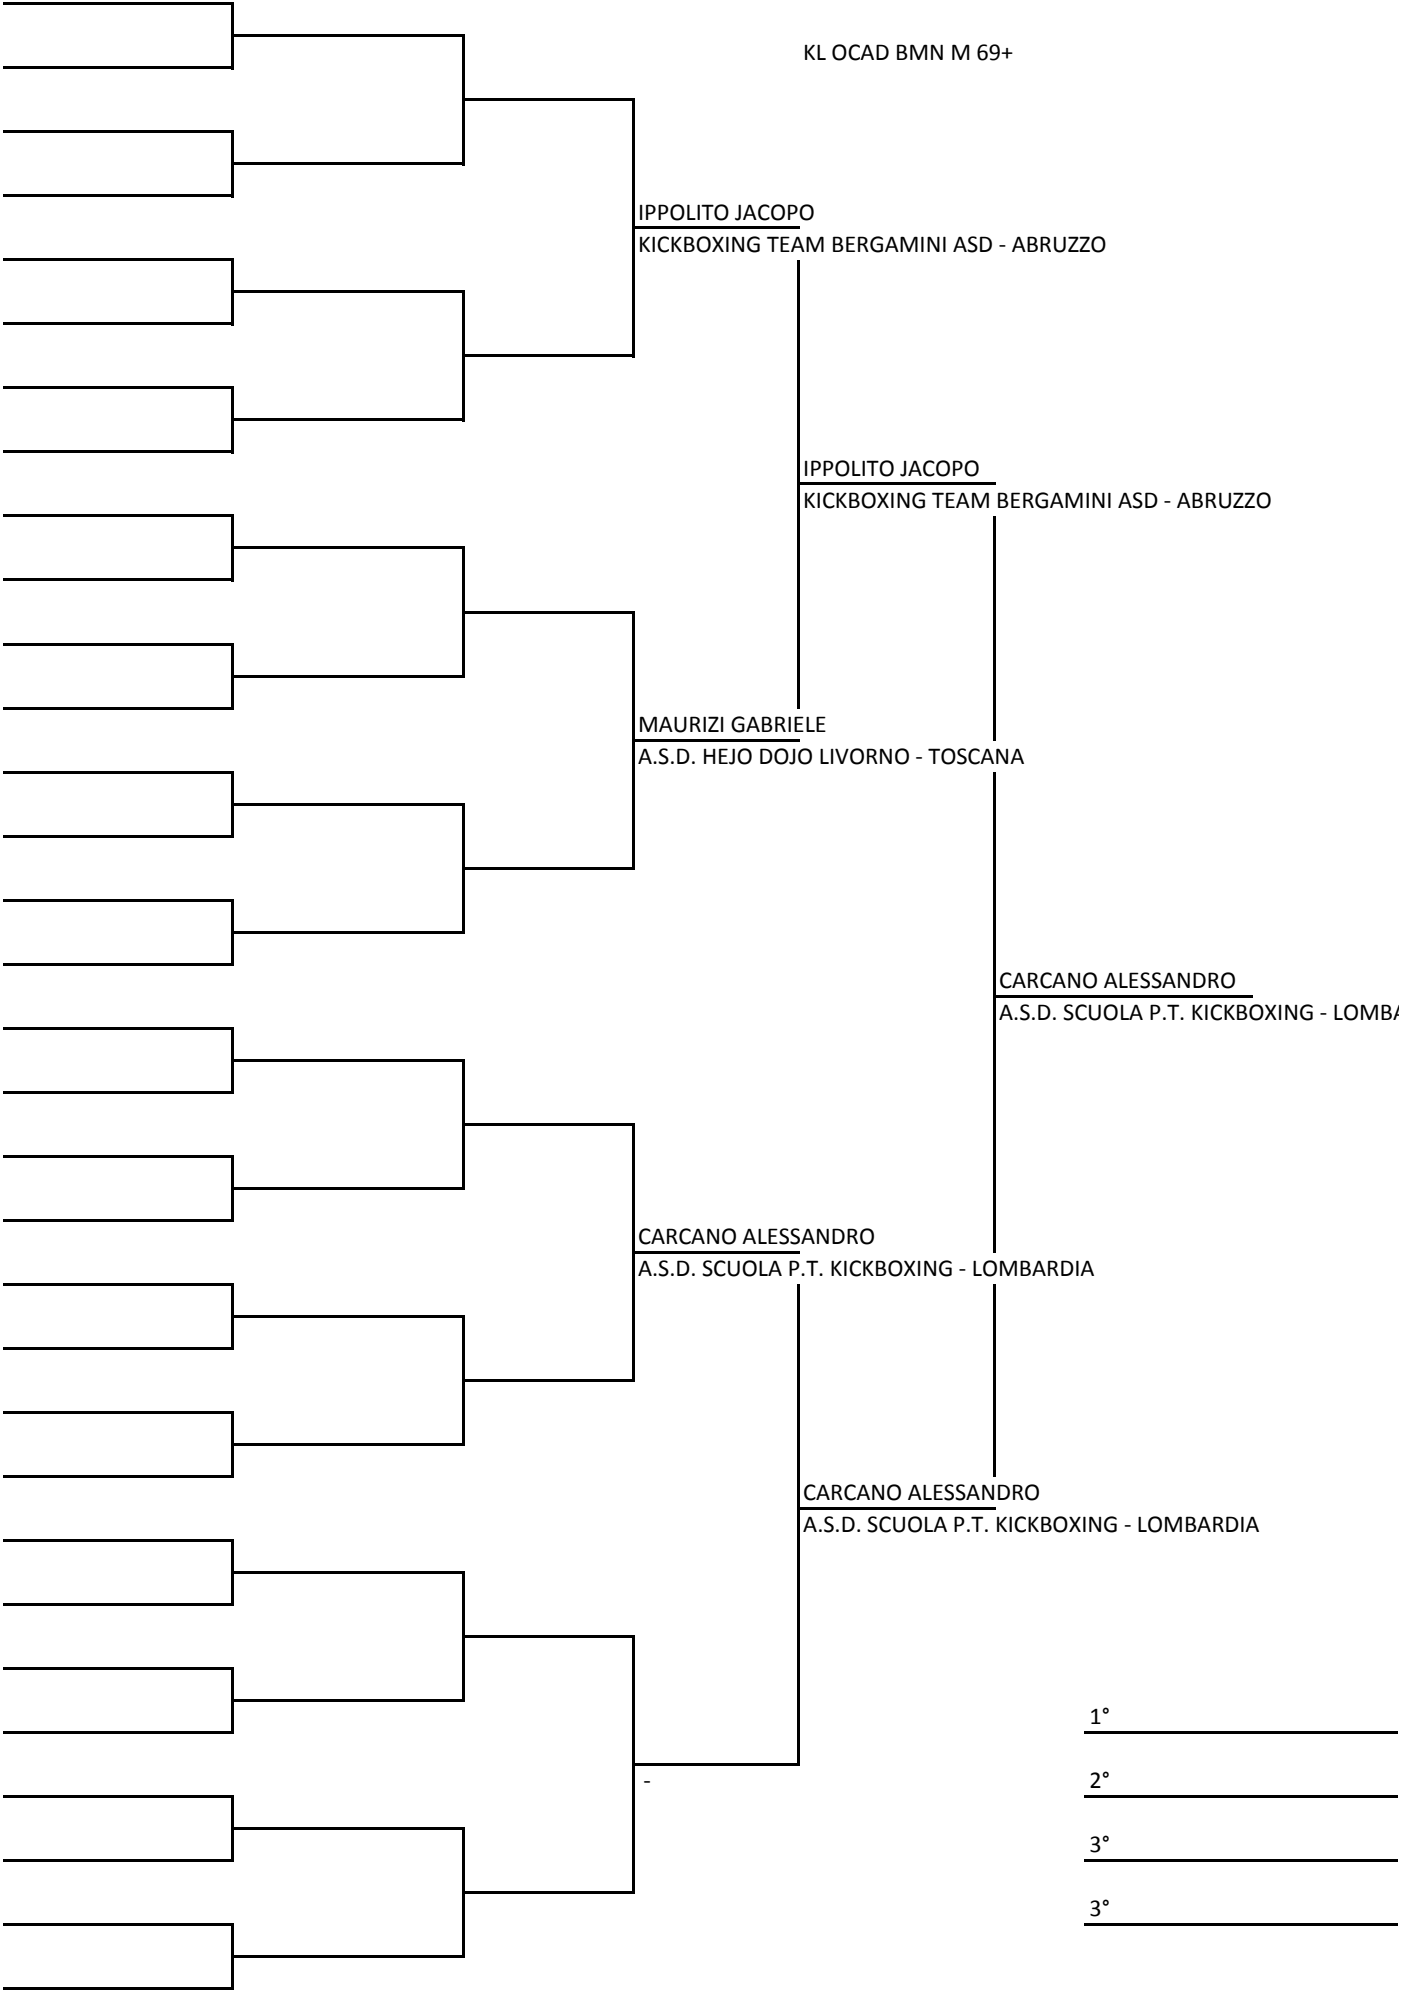 KL OCAD BMN M 69+
IPPOLITO JACOPO
KICKBOXING TEAM BERGAMINI ASD - ABRUZZO
IPPOLITO JACOPO
KICKBOXING TEAM BERGAMINI ASD - ABRUZZO
MAURIZI GABRIELE
A.S.D. HEJO DOJO LIVORNO - TOSCANA
CARCANO ALESSANDRO
A.S.D. SCUOLA P.T. KICKBOXING - LOMBA
CARCANO ALESSANDRO
A.S.D. SCUOLA P.T. KICKBOXING - LOMBARDIA
CARCANO ALESSANDRO
A.S.D. SCUOLA P.T. KICKBOXING - LOMBARDIA
1°
-
2°
3°
3°